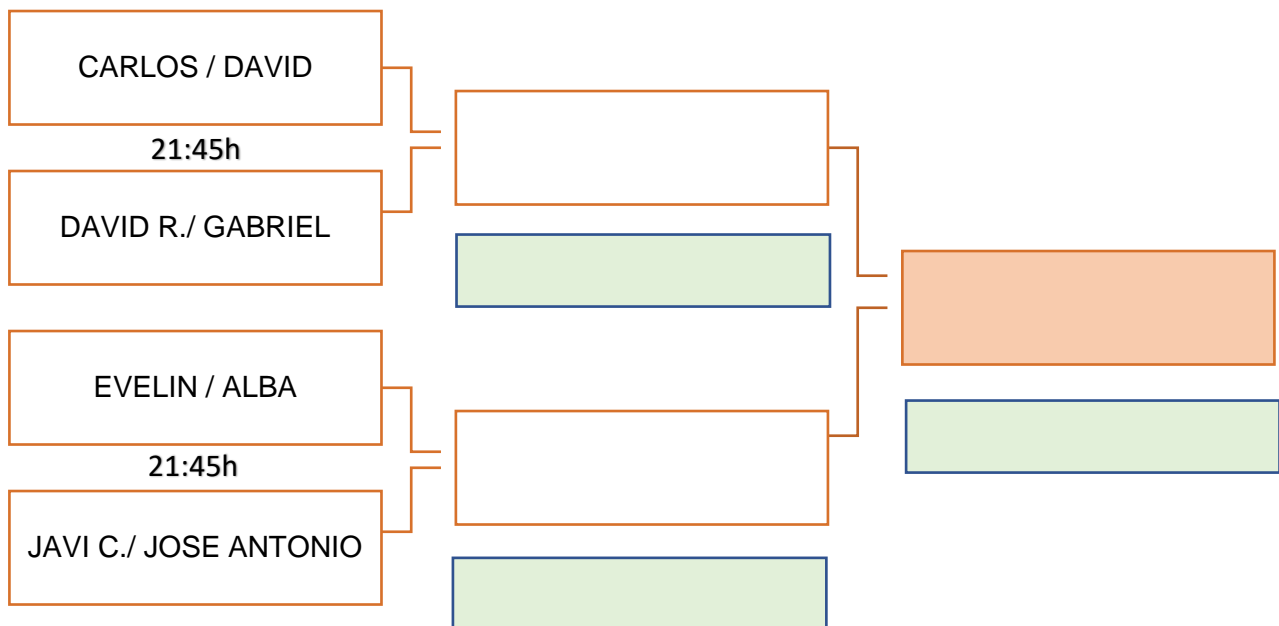 CARLOS / DAVID
21:45h
DAVID R./ GABRIEL
EVELIN / ALBA
21:45h
JAVI C./ JOSE ANTONIO